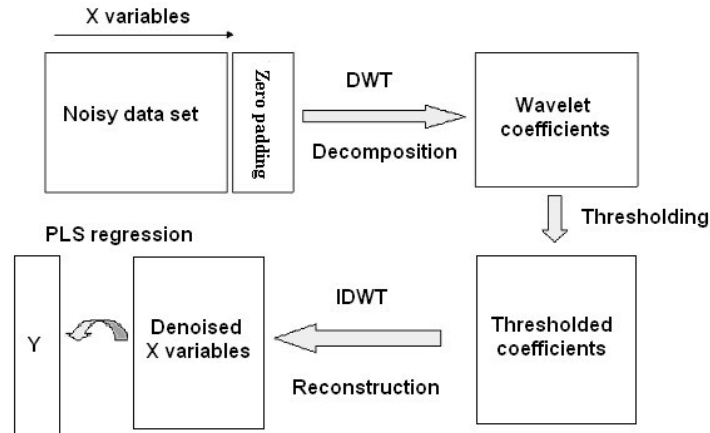 X variables
Noisy data set
Zero padding
DWT
Decomposition
Wavelet
coefficients
Thresholding
PLS regression
Y
Denoised
X variables
IDWT
Reconstruction
Thresholded
coefficients